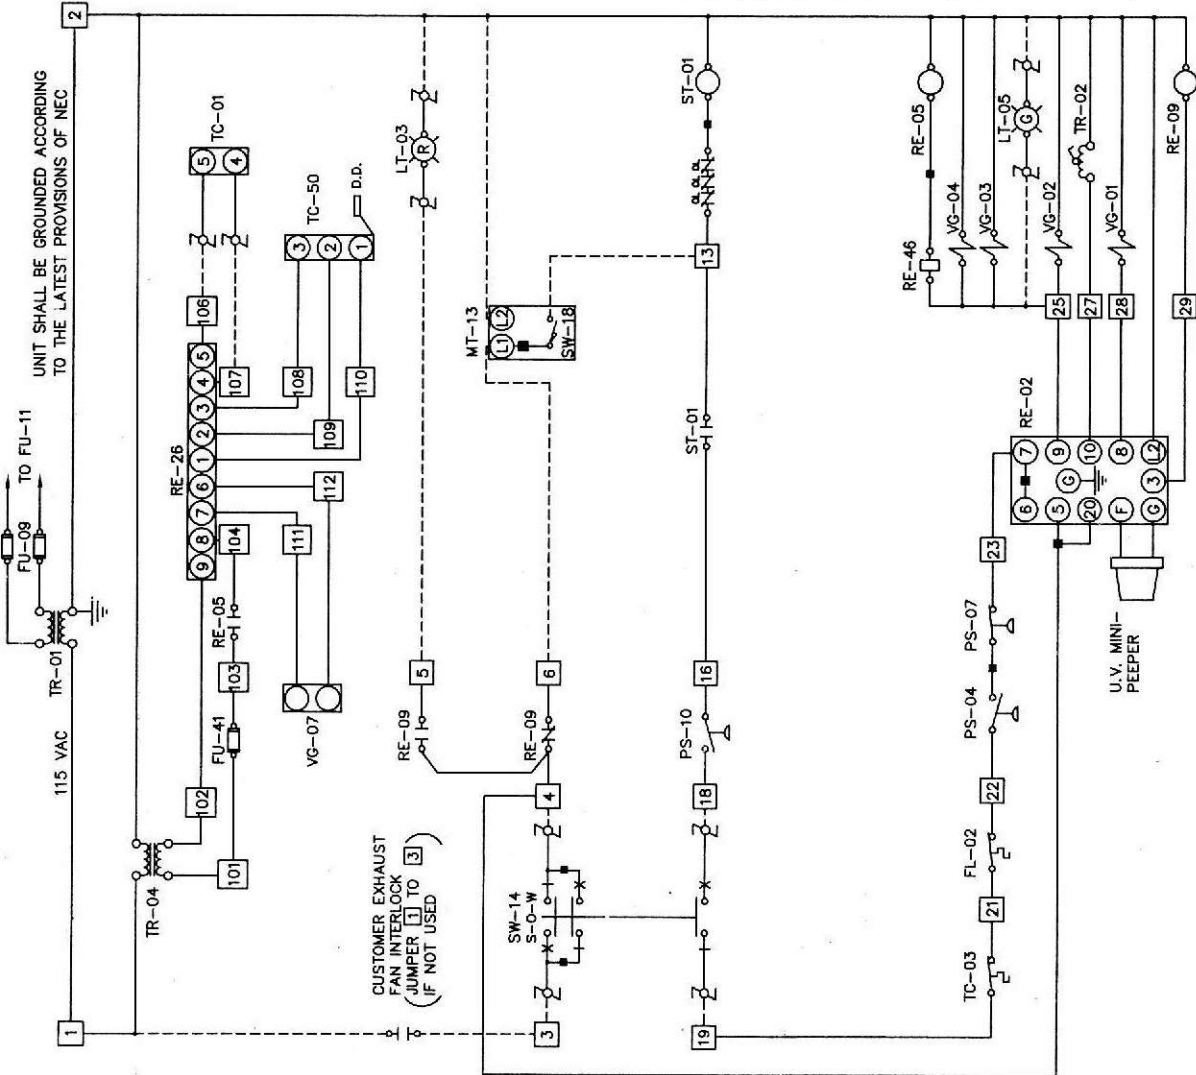 UNIT SHALL BE GROUNDED ACCORDING
TO THE LATEST PROVISIONS OF NEC
FU-09
TO FU-11
TR-01
115 VAC
1
2
TR-04
101
102
FU-41
103
RE-05
104
RE-26
9
8
7
6
1
2
3
4
5
106
107
TC-01
5
4
111
112
VG-07
109
108
110
TC-50
3
2
1
D.D.
CUSTOMER EXHAUST
FAN INTERLOCK
JUMPER 1 TO 3
IF NOT USED
3
SW-14
S-O-W
4
RE-09
5
LT-03
R
RE-09
6
MT-13
L1
L2
SW-18
19
18
PS-10
16
ST-01
13
OL OL OL
ST-01
TC-03
21
FL-02
22
PS-04
PS-07
23
RE-02
6
7
5
9
20
10
G
F
8
G
3
L2
U.V. MINI-
PEEPER
RE-46
RE-05
VG-04
VG-03
LT-05
G
25
VG-02
27
TR-02
28
VG-01
29
RE-09